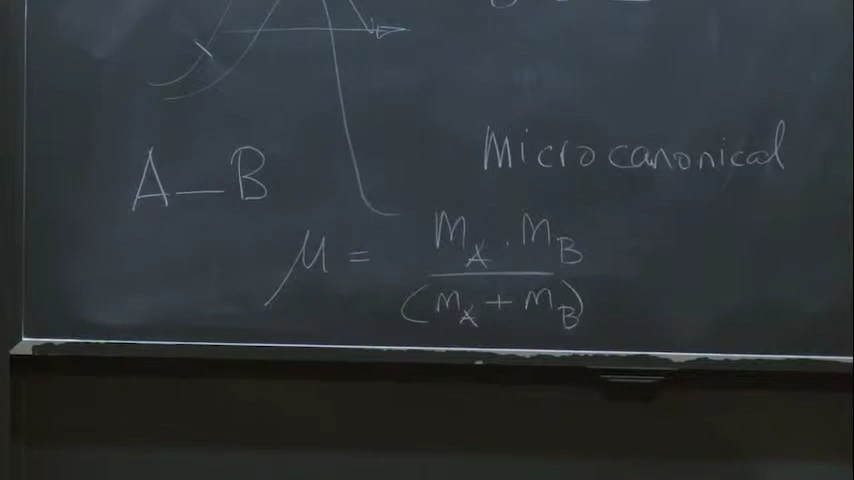 Microcanonical
A — B
μ = m_A . m_B / (m_A + m_B)